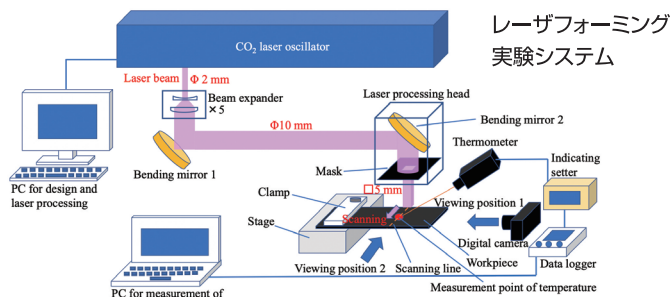 レーザフォーミング
実験システム
CO2 laser oscillator
Laser beam
Φ 2 mm
Beam expander
×5
Φ10 mm
Laser processing head
Bending mirror 2
Bending mirror 1
Mask
□5 mm
Thermometer
Indicating
setter
PC for design and
laser processing
Clamp
Stage
Scanning
Viewing position 1
Digital camera
Data logger
Workpiece
Viewing position 2
Scanning line
Measurement point of temperature
PC for measurement of